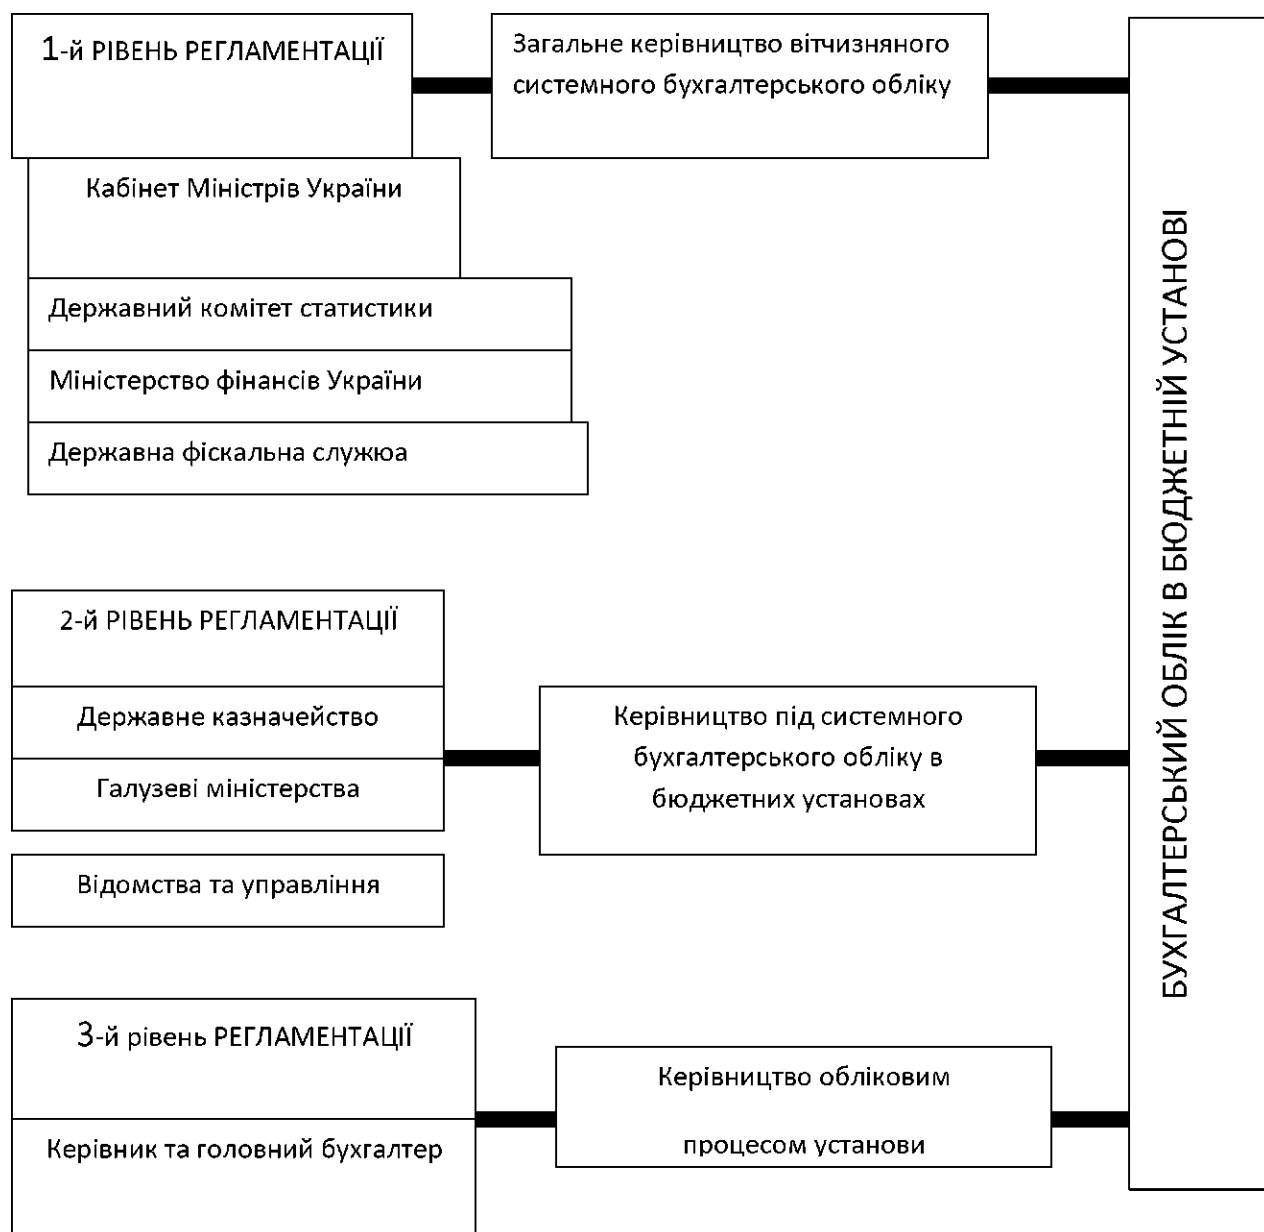 1-й РІВЕНЬ РЕГЛАМЕНТАЦІЇ
Загальне керівництво вітчизняного
системного бухгалтерського обліку
Кабінет Міністрів України
Державний комітет статистики
Міністерство фінансів України
Державна фіскальна служюа
2-й РІВЕНЬ РЕГЛАМЕНТАЦІЇ
Державне казначейство
Галузеві міністерства
Відомства та управління
Керівництво під системного
бухгалтерського обліку в
бюджетних установах
3-й рівень РЕГЛАМЕНТАЦІЇ
Керівник та головний бухгалтер
Керівництво обліковим
процесом установи
БУХГАЛТЕРСЬКИЙ ОБЛІК В БЮДЖЕТНІЙ УСТАНОВІ